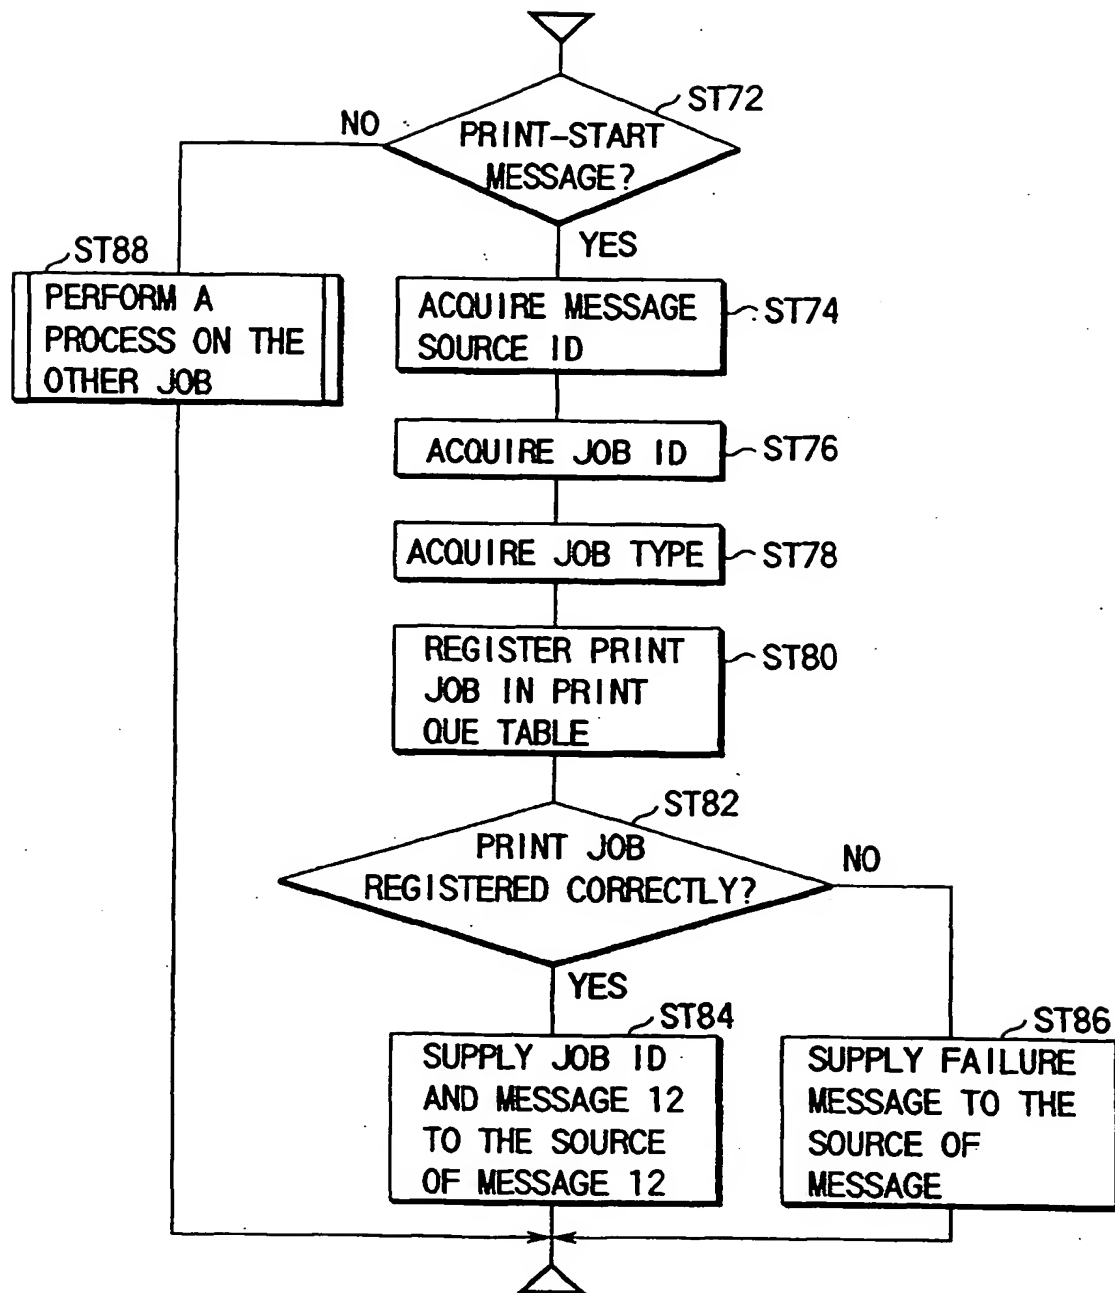 ST72
NO
PRINT-START
MESSAGE?
YES
ST88
PERFORM A
PROCESS ON THE
OTHER JOB
ACQUIRE MESSAGE
SOURCE ID
ST74
ACQUIRE JOB ID
ST76
ACQUIRE JOB TYPE
ST78
REGISTER PRINT
JOB IN PRINT
QUE TABLE
ST80
ST82
PRINT JOB
REGISTERED CORRECTLY?
NO
YES
ST84
SUPPLY JOB ID
AND MESSAGE 12
TO THE SOURCE
OF MESSAGE 12
ST86
SUPPLY FAILURE
MESSAGE TO THE
SOURCE OF
MESSAGE